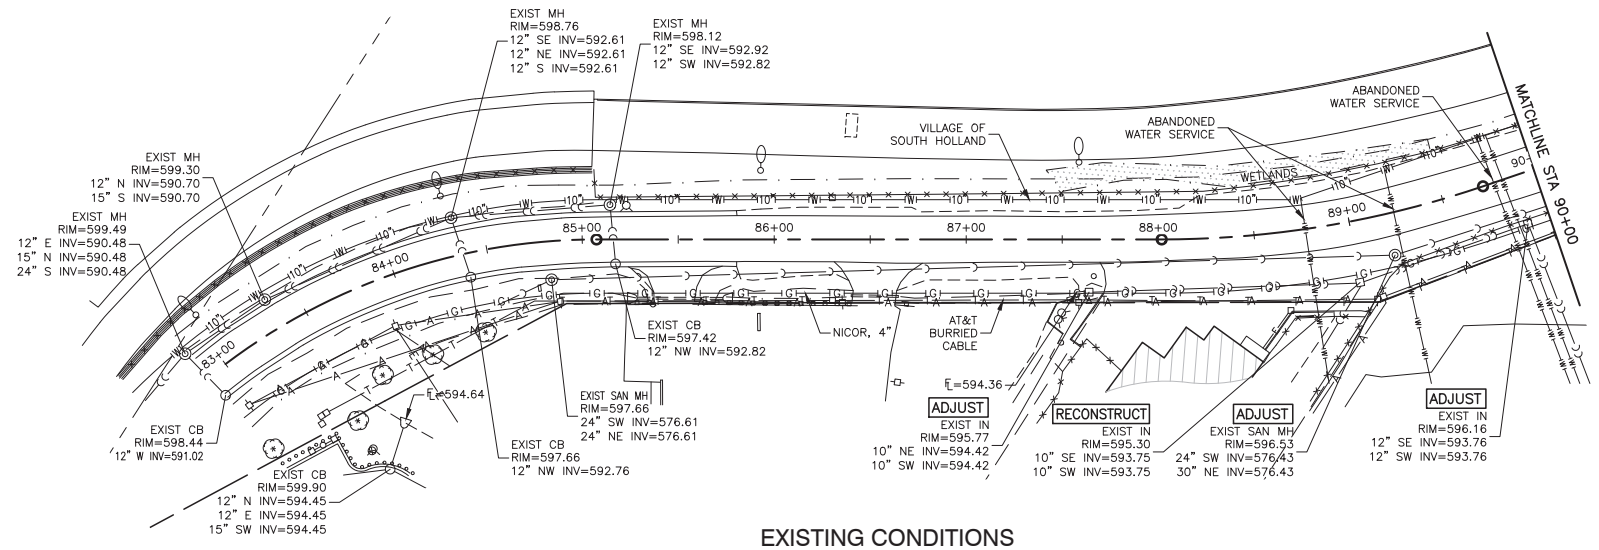 EXIST MH
RIM=598.76
12" SE INV=592.61
12" NE INV=592.61
12" S INV=592.61
EXIST MH
RIM=598.12
12" SE INV=592.92
12" SW INV=592.82
EXIST MH
RIM=599.30
12" N INV=590.70
15" S INV=590.70
EXIST MH
RIM=599.49
12" E INV=590.48
15" N INV=590.48
24" S INV=590.48
VILLAGE OF
SOUTH HOLLAND
ABANDONED
WATER SERVICE
ABANDONED
WATER SERVICE
WETLANDS
MATCHLINE STA 90+00
83+00
84+00
85+00
86+00
87+00
88+00
89+00
90
EXIST CB
RIM=597.42
12" NW INV=592.82
NICOR, 4"
AT&T
BURRIED
CABLE
℄=594.64
℄=594.36
EXIST CB
RIM=598.44
12" W INV=591.02
EXIST CB
RIM=599.90
12" N INV=594.45
12" E INV=594.45
15" SW INV=594.45
EXIST CB
RIM=597.66
12" NW INV=592.76
EXIST SAN MH
RIM=597.66
24" SW INV=576.61
24" NE INV=576.61
ADJUST
EXIST IN
RIM=595.77
10" NE INV=594.42
10" SW INV=594.42
RECONSTRUCT
EXIST IN
RIM=595.30
10" SE INV=593.75
10" SW INV=593.75
ADJUST
EXIST SAN MH
RIM=596.53
24" SW INV=576.43
30" NE INV=576.43
ADJUST
EXIST IN
RIM=596.16
12" SE INV=593.76
12" SW INV=593.76
EXISTING CONDITIONS